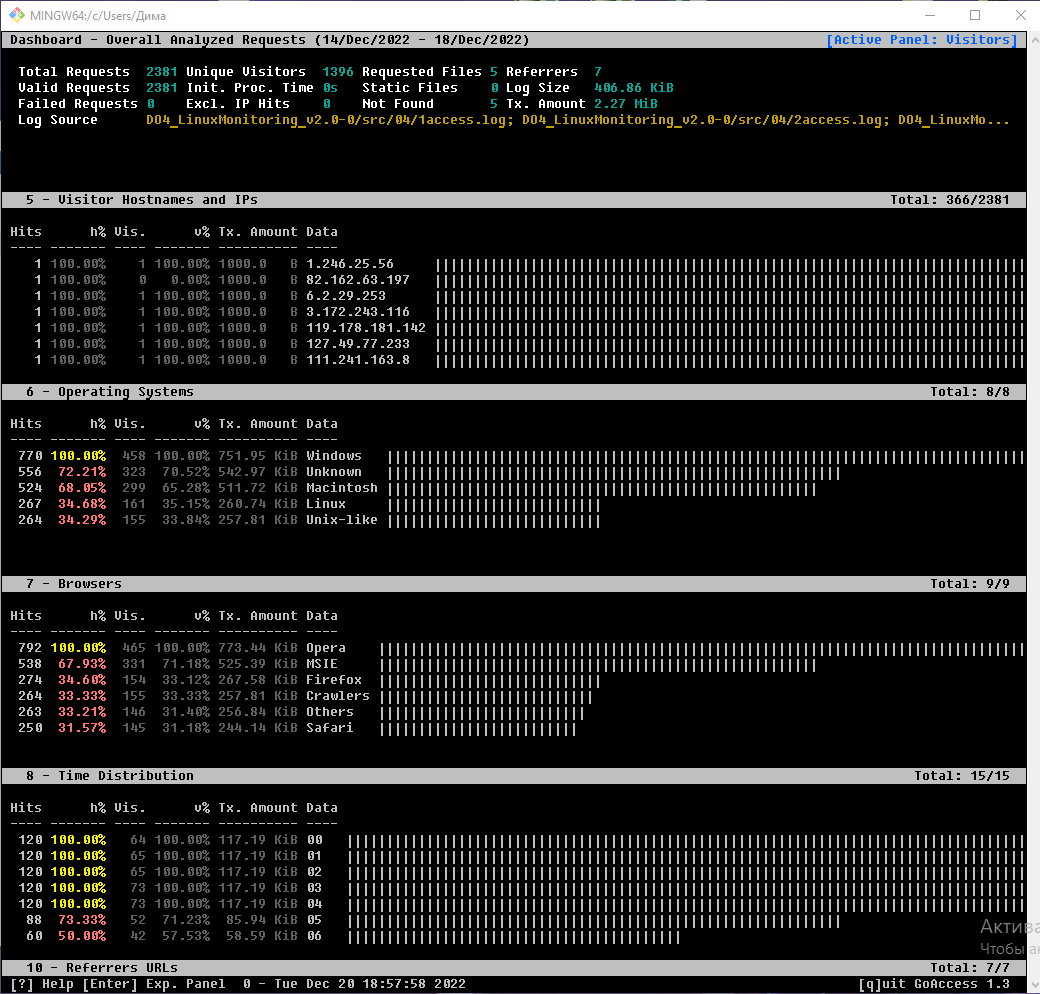 MINGW64:/c/Users/Дима
Dashboard - Overall Analyzed Requests (14/Dec/2022 - 18/Dec/2022) [Active Panel: Visitors]
Total Requests 2381 Unique Visitors 1396 Requested Files 5 Referrers 7
Valid Requests 2381 Init. Proc. Time 0s Static Files 0 Log Size 406.86 KiB
Failed Requests 0 Excl. IP Hits 0 Not Found 5 Tx. Amount 2.27 MiB
Log Source DO4_LinuxMonitoring_v2.0-0/src/04/1access.log; DO4_LinuxMonitoring_v2.0-0/src/04/2access.log; DO4_LinuxMo...
5 - Visitor Hostnames and IPs Total: 366/2381
Hits h% Vis. v% Tx. Amount Data
---- ------- ---- ------- ---------- ----
1 100.00% 1 100.00% 1000.0 B 1.246.25.56
1 100.00% 0 0.00% 1000.0 B 82.162.63.197
1 100.00% 1 100.00% 1000.0 B 6.2.29.253
1 100.00% 1 100.00% 1000.0 B 3.172.243.116
1 100.00% 1 100.00% 1000.0 B 119.178.181.142
1 100.00% 1 100.00% 1000.0 B 127.49.77.233
1 100.00% 1 100.00% 1000.0 B 111.241.163.8
6 - Operating Systems Total: 8/8
Hits h% Vis. v% Tx. Amount Data
---- ------- ---- ------- ---------- ----
770 100.00% 458 100.00% 751.95 KiB Windows
556 72.21% 323 70.52% 542.97 KiB Unknown
524 68.05% 299 65.28% 511.72 KiB Macintosh
267 34.68% 161 35.15% 260.74 KiB Linux
264 34.29% 155 33.84% 257.81 KiB Unix-like
7 - Browsers Total: 9/9
Hits h% Vis. v% Tx. Amount Data
---- ------- ---- ------- ---------- ----
792 100.00% 465 100.00% 773.44 KiB Opera
538 67.93% 331 71.18% 525.39 KiB MSIE
274 34.60% 154 33.12% 267.58 KiB Firefox
264 33.33% 155 33.33% 257.81 KiB Crawlers
263 33.21% 146 31.40% 256.84 KiB Others
250 31.57% 145 31.18% 244.14 KiB Safari
8 - Time Distribution Total: 15/15
Hits h% Vis. v% Tx. Amount Data
---- ------- ---- ------- ---------- ----
120 100.00% 64 100.00% 117.19 KiB 00
120 100.00% 65 100.00% 117.19 KiB 01
120 100.00% 65 100.00% 117.19 KiB 02
120 100.00% 73 100.00% 117.19 KiB 03
120 100.00% 73 100.00% 117.19 KiB 04
88 73.33% 52 71.23% 85.94 KiB 05
60 50.00% 42 57.53% 58.59 KiB 06
Актива
Чтобы ак
10 - Referrers URLs Total: 7/7
[?] Help [Enter] Exp. Panel 0 - Tue Dec 20 18:57:58 2022 [q]uit GoAccess 1.3